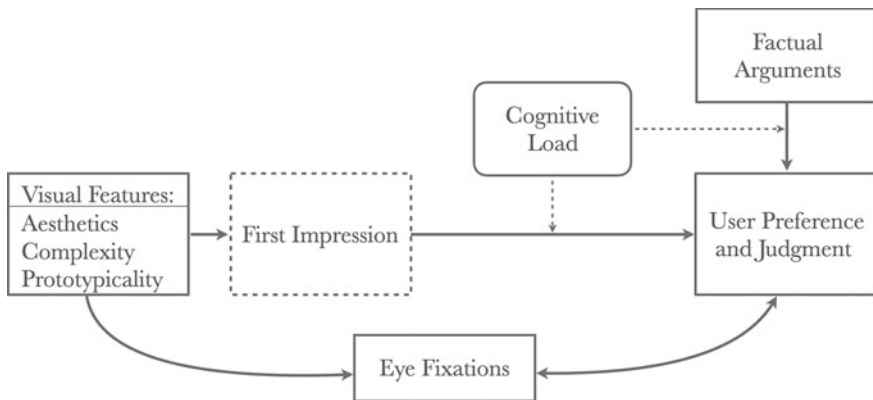 Factual
Arguments
Cognitive
Load
Visual Features:
Aesthetics
Complexity
Prototypicality
First Impression
User Preference
and Judgment
Eye Fixations